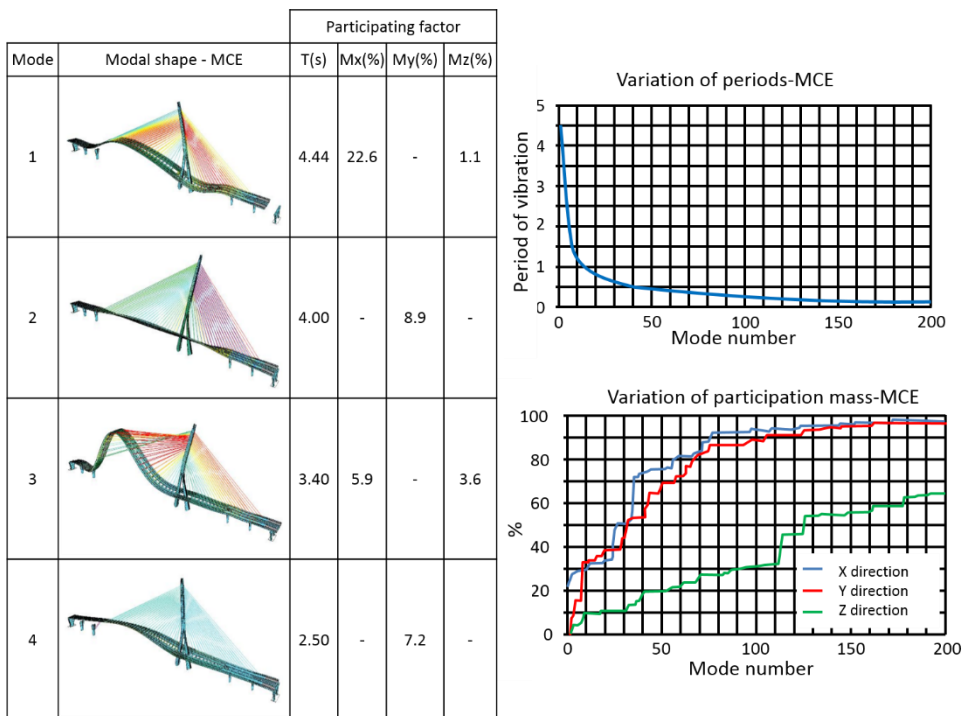 Participating factor
Mode Modal shape - MCE T(s) Mx(%) My(%) Mz(%)
1 4.44 22.6 - 1.1
2 4.00 - 8.9 -
3 3.40 5.9 - 3.6
4 2.50 - 7.2 -
Variation of periods-MCE
Period of vibration
5
4
3
2
1
0
0 50 100 150 200
Mode number
Variation of participation mass-MCE
%
100
80
60
40
20
0
X direction
Y direction
Z direction
0 50 100 150 200
Mode number